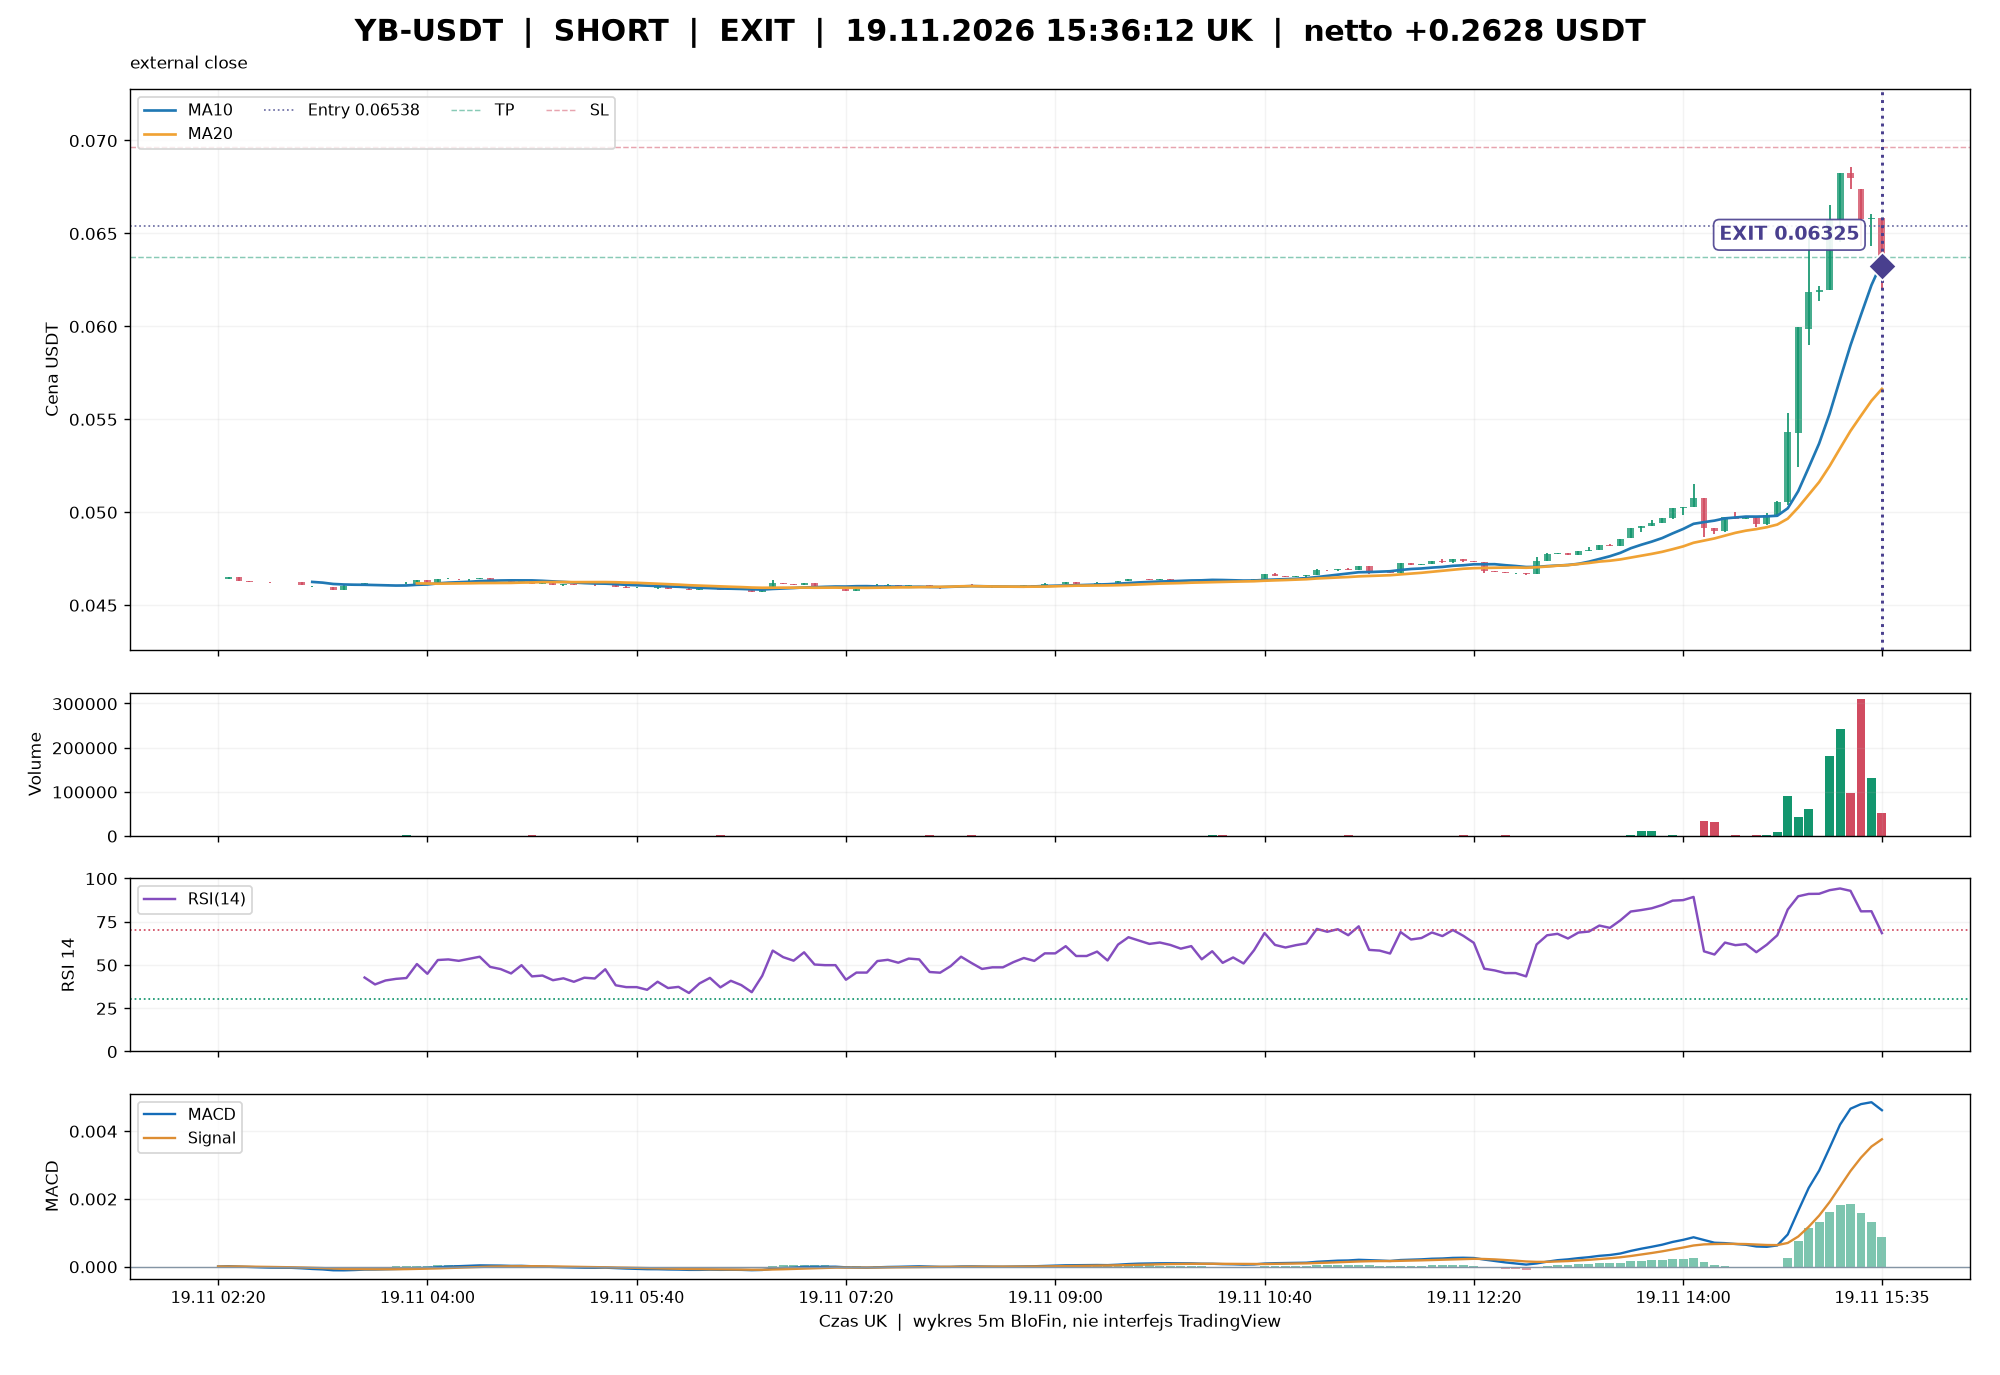 YB-USDT | SHORT | EXIT | 19.11.2026 15:36:12 UK | netto +0.2628 USDT
external close
MA10
MA20
Entry 0.06538
TP
SL
EXIT 0.06325
Cena USDT
0.070
0.065
0.060
0.055
0.050
0.045
Volume
300000
200000
100000
0
RSI(14)
RSI 14
100
75
50
25
0
MACD
Signal
MACD
0.004
0.002
0.000
19.11 02:20
19.11 04:00
19.11 05:40
19.11 07:20
19.11 09:00
19.11 10:40
19.11 12:20
19.11 14:00
19.11 15:35
Czas UK | wykres 5m BloFin, nie interfejs TradingView